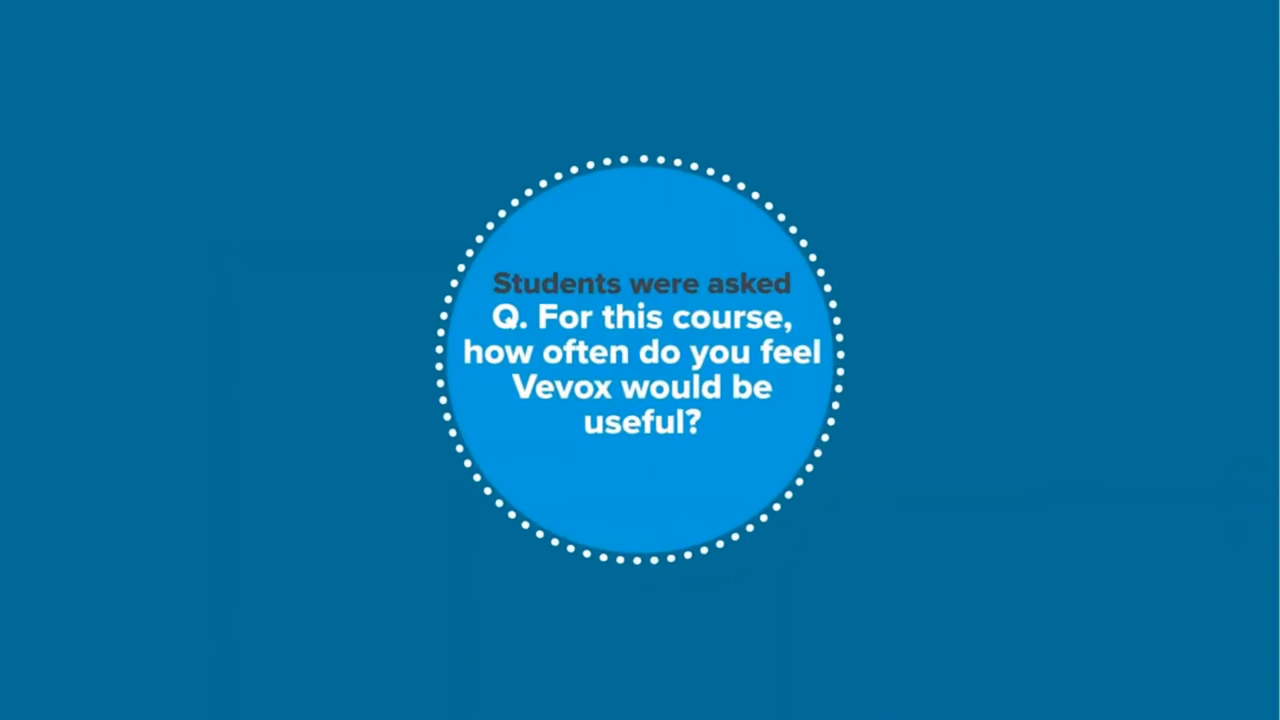 Students were asked
Q. For this course,
how often do you feel
Vevox would be
useful?